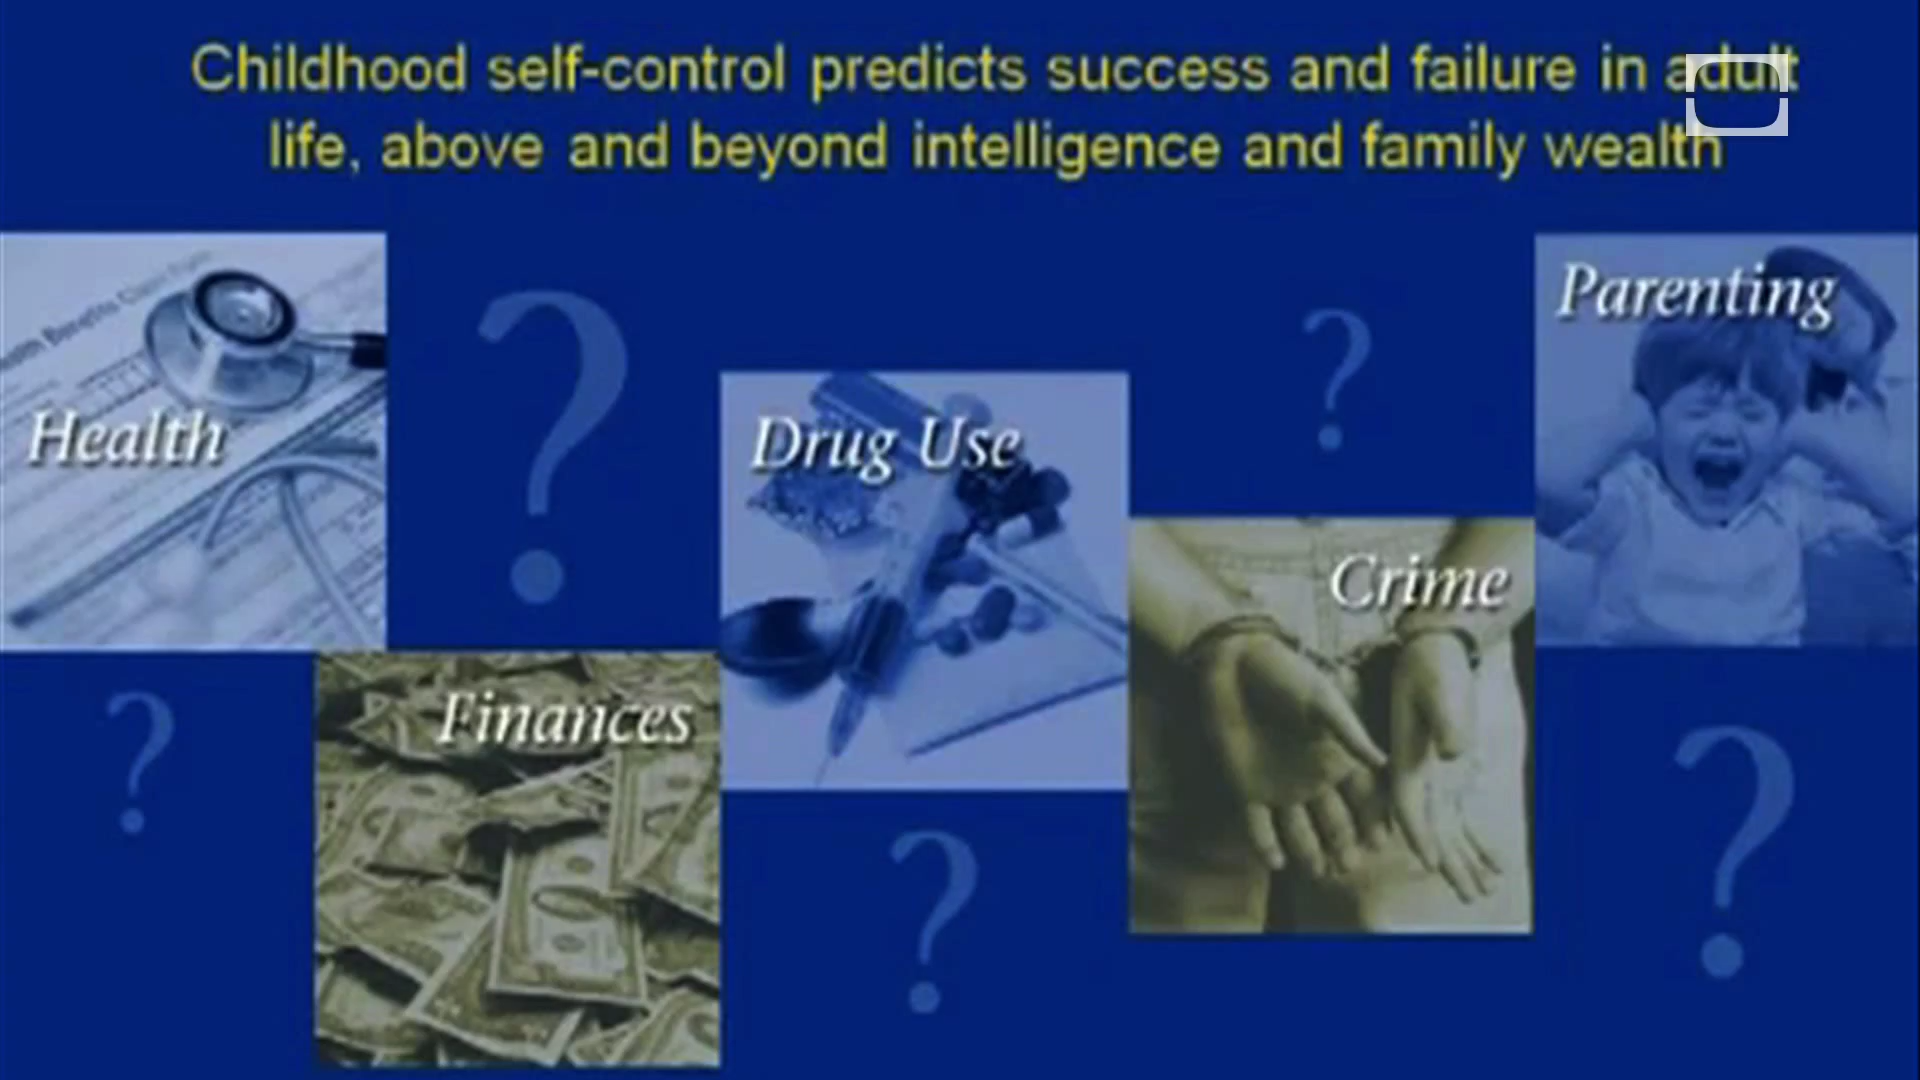 Childhood self-control predicts success and failure in adult
life, above and beyond intelligence and family wealth
Health
Parenting
Drug Use
Crime
Finances
?
?
?
?
?